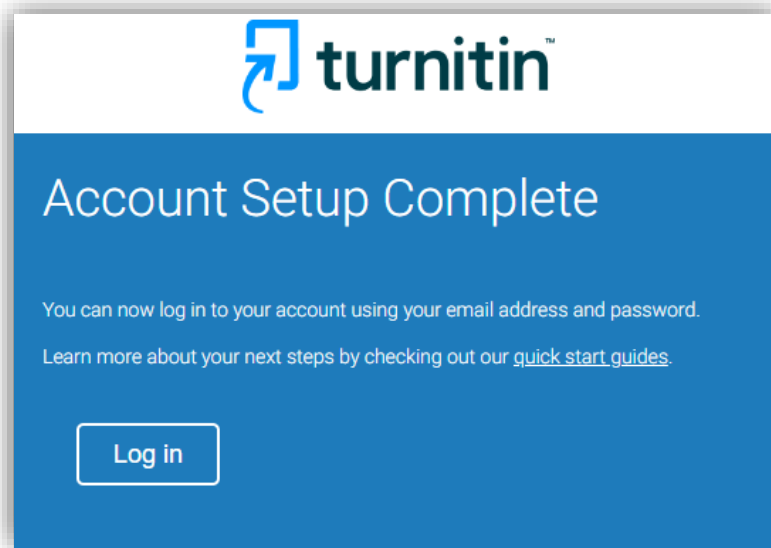 turnitin™
Account Setup Complete
You can now log in to your account using your email address and password.
Learn more about your next steps by checking out our quick start guides.
Log in